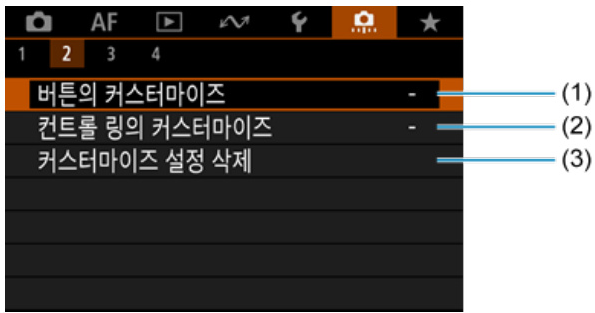 AF
1 2 3 4
버튼의 커스터마이즈 - (1)
컨트롤 링의 커스터마이즈 - (2)
커스터마이즈 설정 삭제 (3)